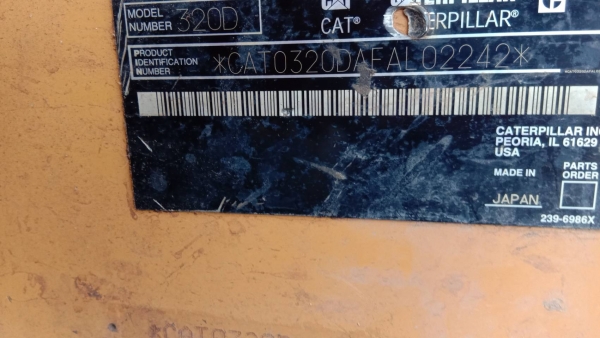 CATERPILLAR
MODEL NUMBER 320D
CAT® CATERPILLAR®
PRODUCT IDENTIFICATION NUMBER *CAT0320DAFAL02242*
CATERPILLAR INC
PEORIA, IL 61629
USA
MADE IN
JAPAN
PARTS
ORDER
239-6986X